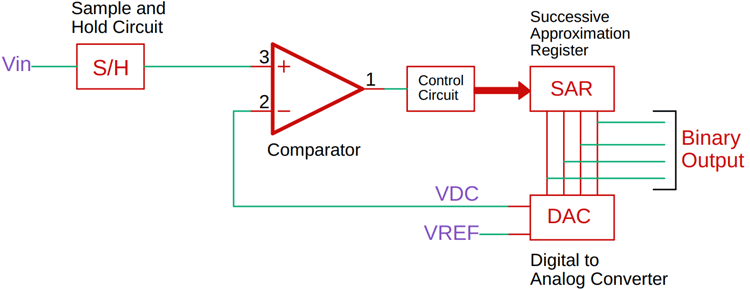 Sample and
Hold Circuit
Vin
S/H
3
+
2
−
1
Comparator
Control
Circuit
Successive
Approximation
Register
SAR
Binary
Output
VDC
VREF
DAC
Digital to
Analog Converter